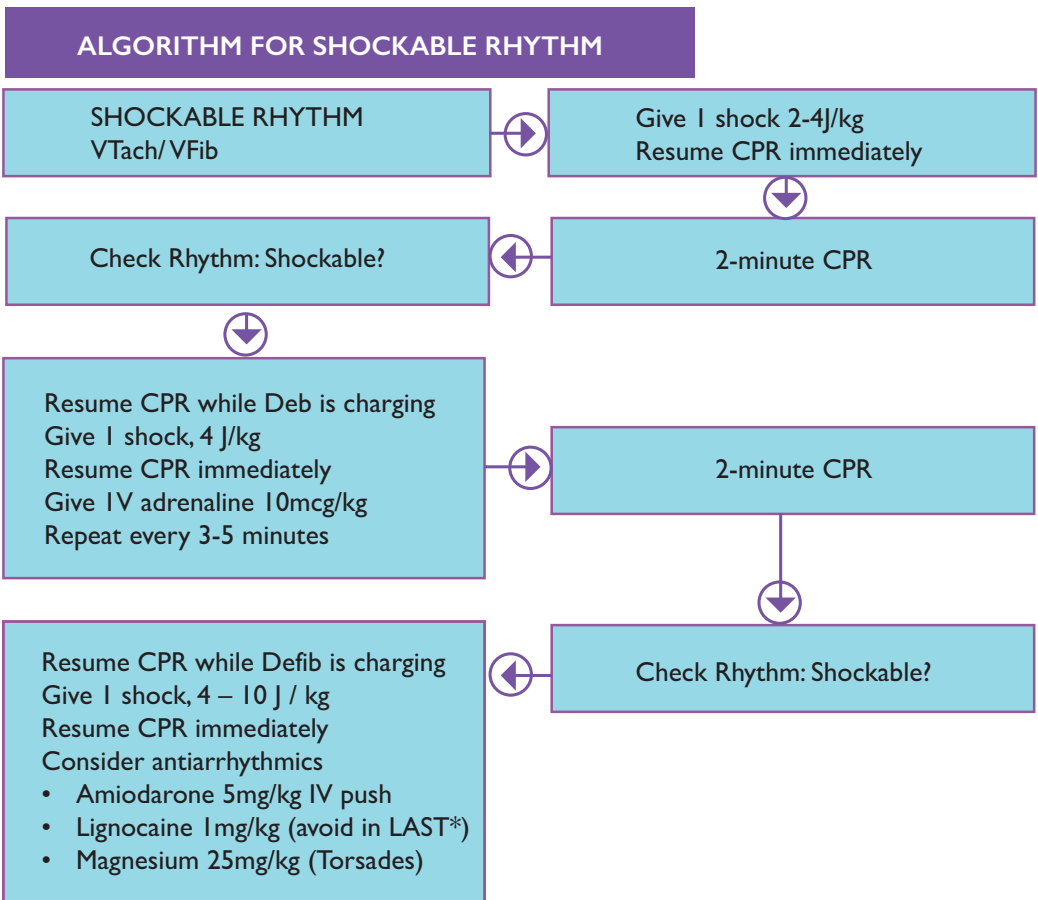 ALGORITHM FOR SHOCKABLE RHYTHM
SHOCKABLE RHYTHM
VTach/ VFib
Give 1 shock 2-4J/kg
Resume CPR immediately
2-minute CPR
Check Rhythm: Shockable?
Resume CPR while Deb is charging
Give 1 shock, 4 J/kg
Resume CPR immediately
Give 1V adrenaline 10mcg/kg
Repeat every 3-5 minutes
2-minute CPR
Check Rhythm: Shockable?
Resume CPR while Defib is charging
Give 1 shock, 4 – 10 J / kg
Resume CPR immediately
Consider antiarrhythmics
• Amiodarone 5mg/kg IV push
• Lignocaine 1mg/kg (avoid in LAST*)
• Magnesium 25mg/kg (Torsades)